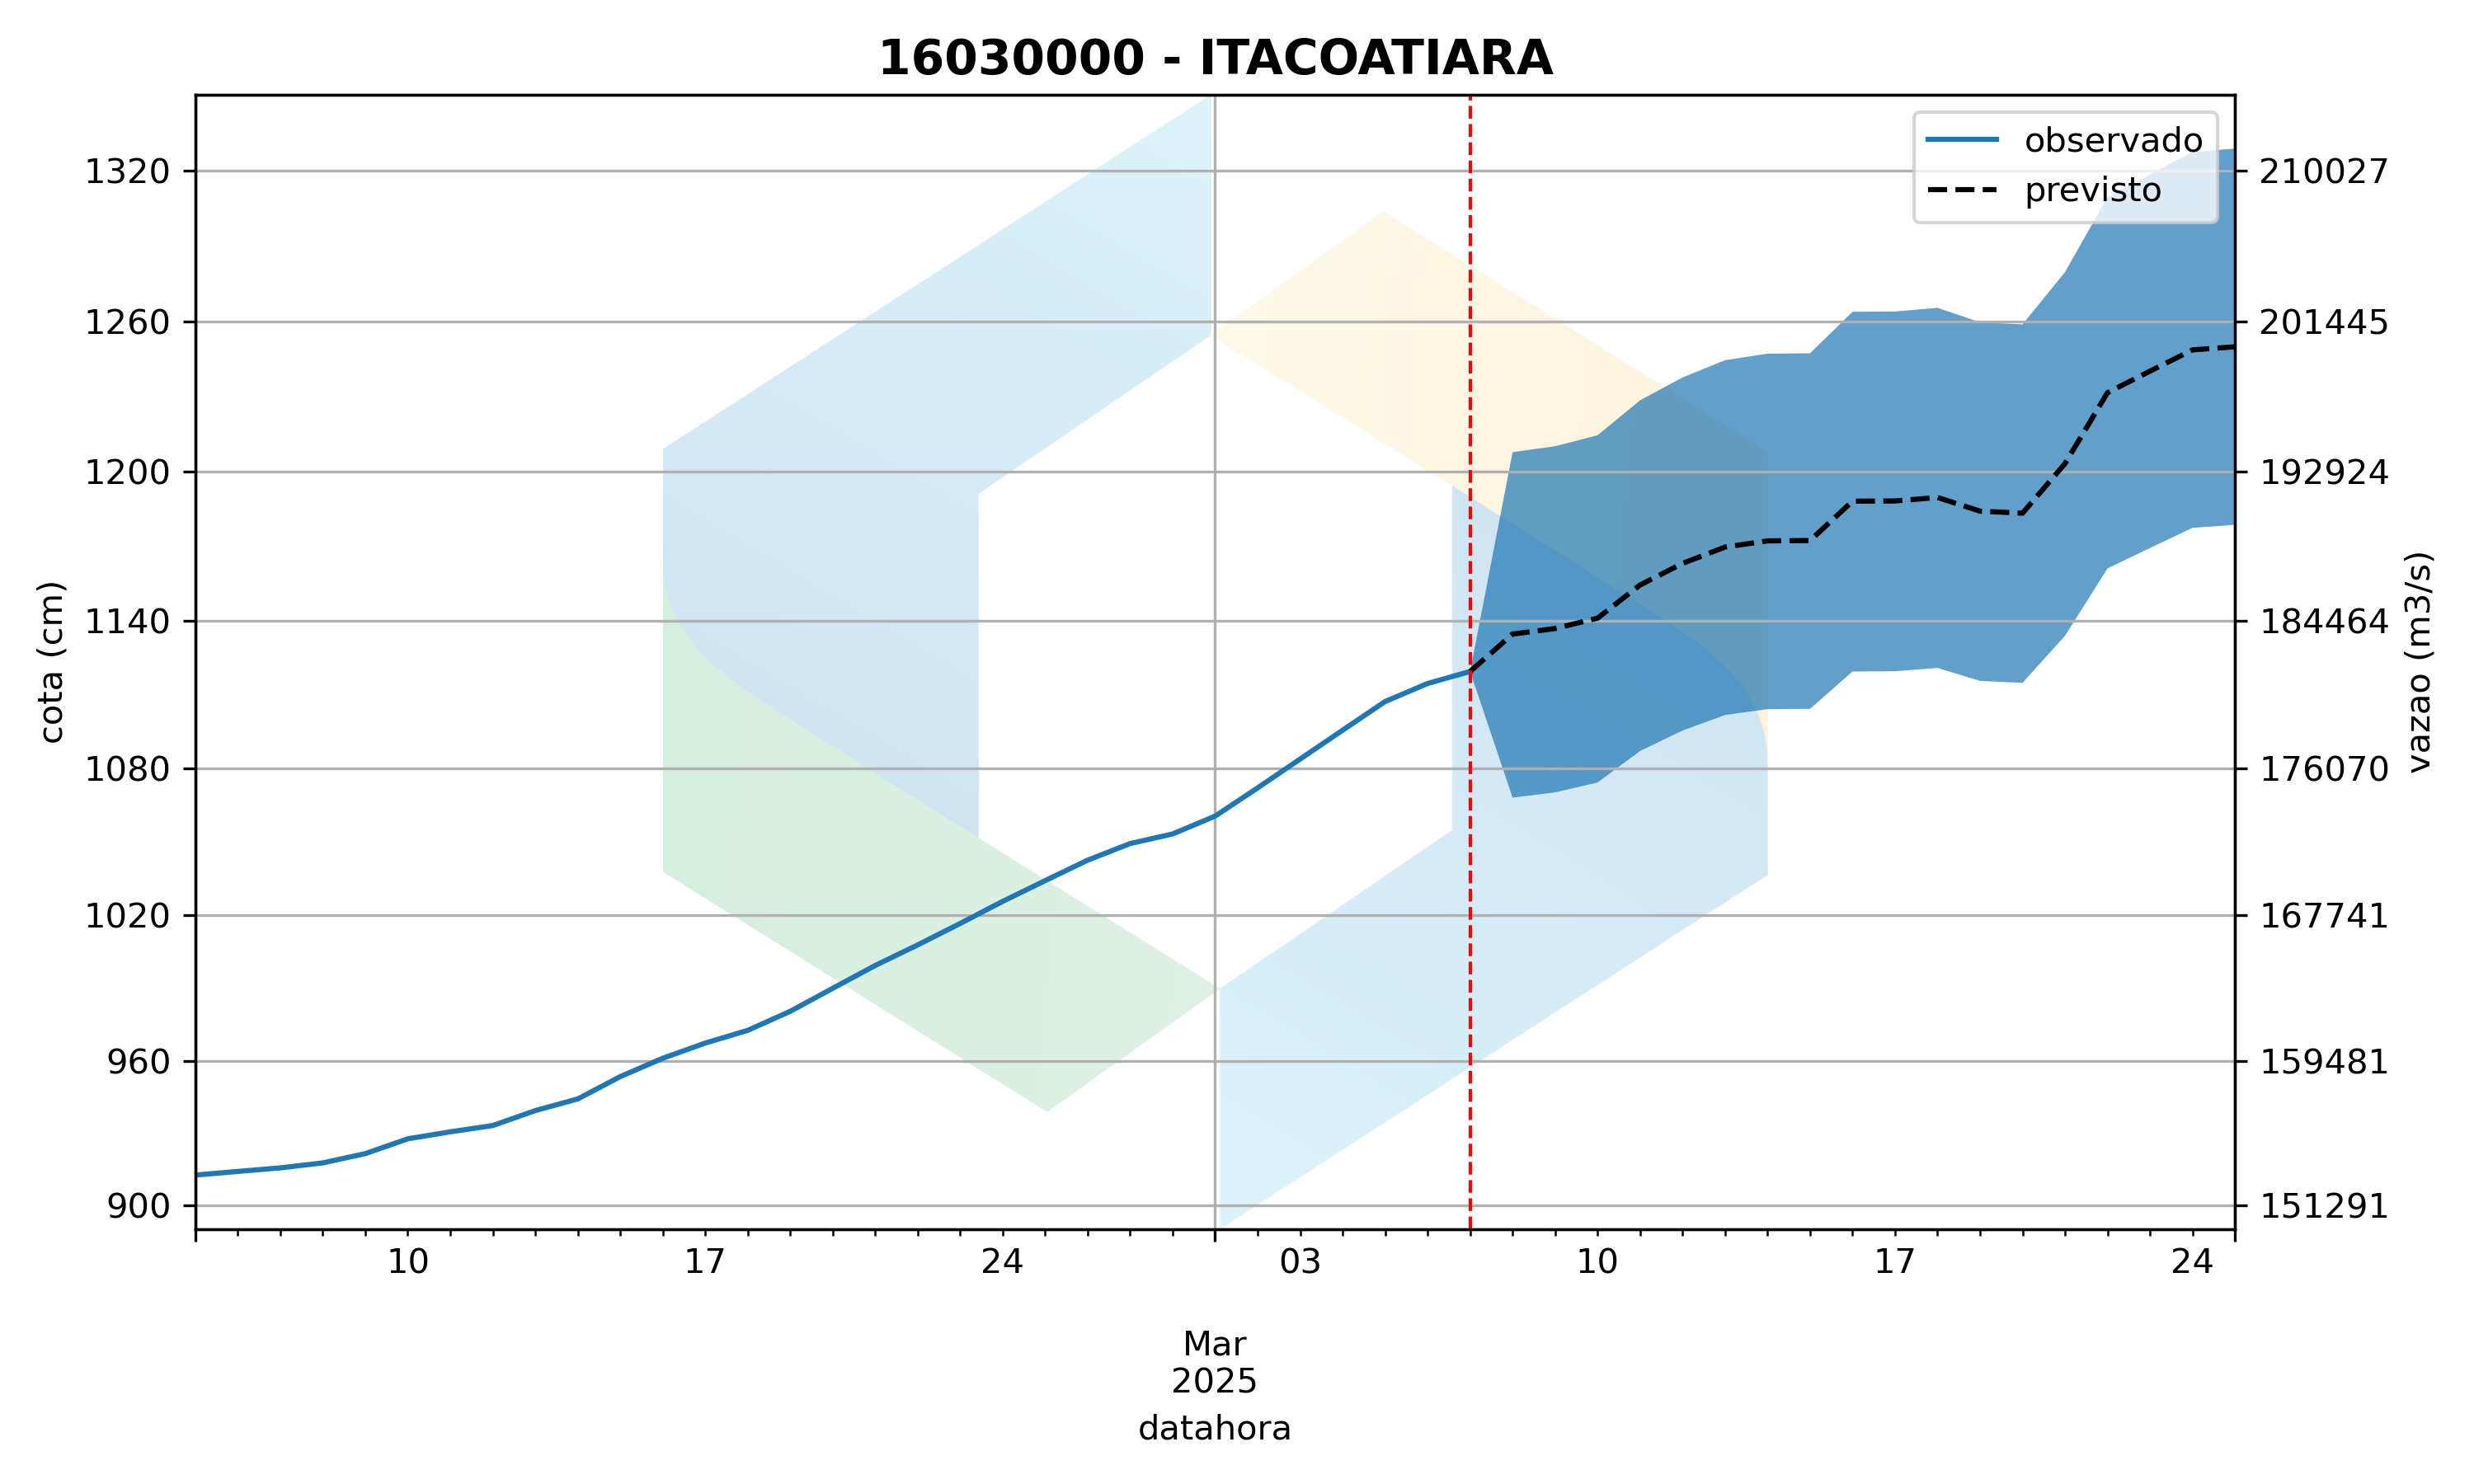 16030000 - ITACOATIARA
observado
previsto
1320
1260
1200
1140
1080
1020
960
900
cota (cm)
210027
201445
192924
184464
176070
167741
159481
151291
vazao (m3/s)
10 17 24 03 10 17 24
Mar
2025
datahora